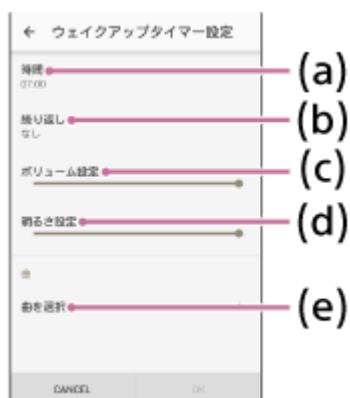 ← ウェイクアップタイマー設定
時間
07:00
(a)
繰り返し
なし
(b)
ボリューム設定
(c)
明るさ設定
(d)
曲
曲を選択
(e)
CANCEL OK